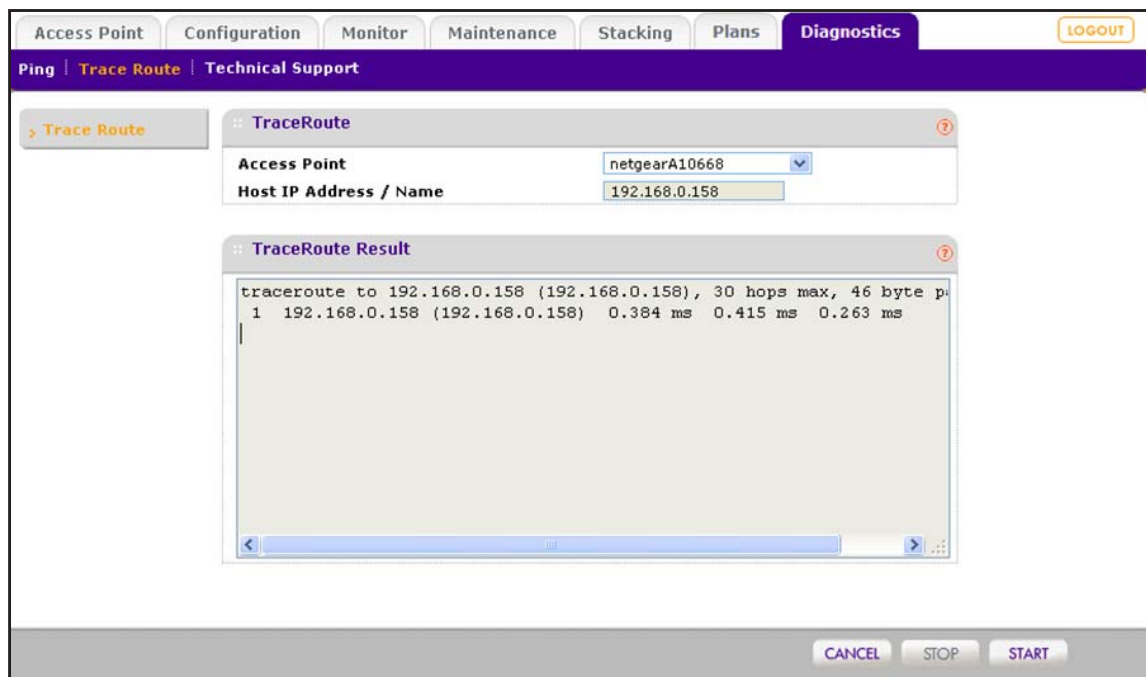 Access Point Configuration Monitor Maintenance Stacking Plans Diagnostics LOGOUT
Ping Trace Route Technical Support
Trace Route
TraceRoute
Access Point netgearA10668
Host IP Address / Name 192.168.0.158
TraceRoute Result
traceroute to 192.168.0.158 (192.168.0.158), 30 hops max, 46 byte
1 192.168.0.158 (192.168.0.158) 0.384 ms 0.415 ms 0.263 ms
CANCEL STOP START